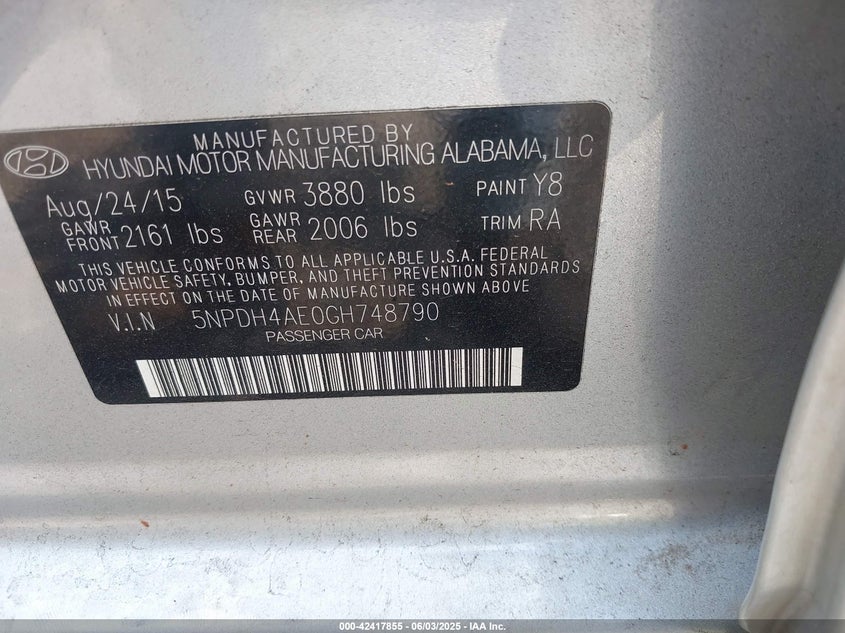 MANUFACTURED BY
HYUNDAI MOTOR MANUFACTURING ALABAMA, LLC
Aug/24/15 GVWR 3880 lbs PAINT Y8
GAWR FRONT 2161 lbs GAWR REAR 2006 lbs TRIM RA
THIS VEHICLE CONFORMS TO ALL APPLICABLE U.S.A. FEDERAL
MOTOR VEHICLE SAFETY, BUMPER, AND THEFT PREVENTION STANDARDS
IN EFFECT ON THE DATE OF MANUFACTURE SHOWN ABOVE.
V.I.N 5NPDH4AE0GH748790
PASSENGER CAR
000-42417855 - 06/03/2025 - IAA Inc.